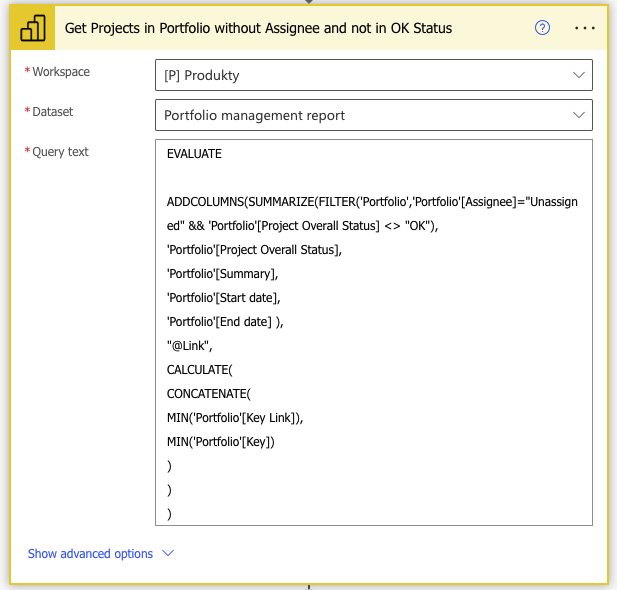 Get Projects in Portfolio without Assignee and not in OK Status
* Workspace
[P] Produkty
* Dataset
Portfolio management report
* Query text
EVALUATE
ADDCOLUMNS(SUMMARIZE(FILTER('Portfolio','Portfolio'[Assignee]="Unassign
ed" && 'Portfolio'[Project Overall Status] <> "OK"),
'Portfolio'[Project Overall Status],
'Portfolio'[Summary],
'Portfolio'[Start date],
'Portfolio'[End date] ),
"@Link",
CALCULATE(
CONCATENATE(
MIN('Portfolio'[Key Link]),
MIN('Portfolio'[Key])
)
)
)
Show advanced options